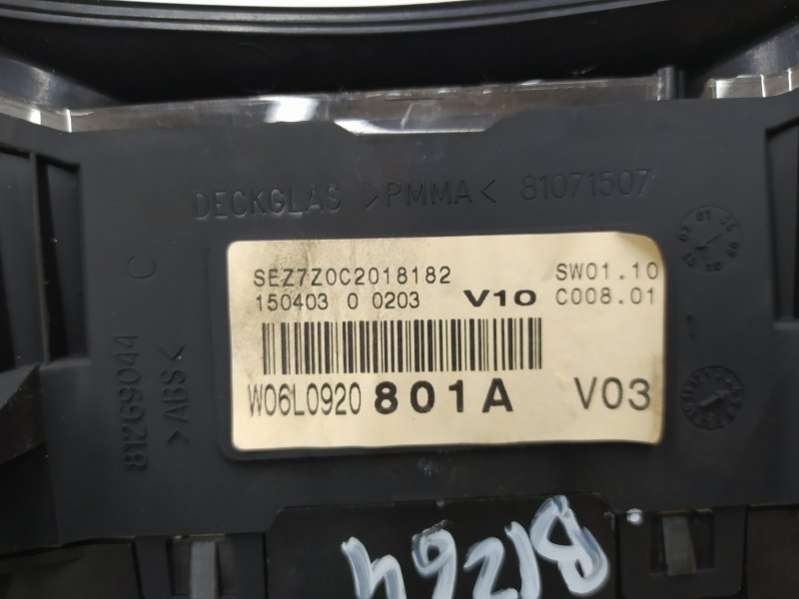 DECKGLAS >PMMA< 81071507
SEZ7Z0C2018182 SW01.10
150403 0 0203 V10 C008.01
W06L0920 801A V03
81269044 C
>ABS<